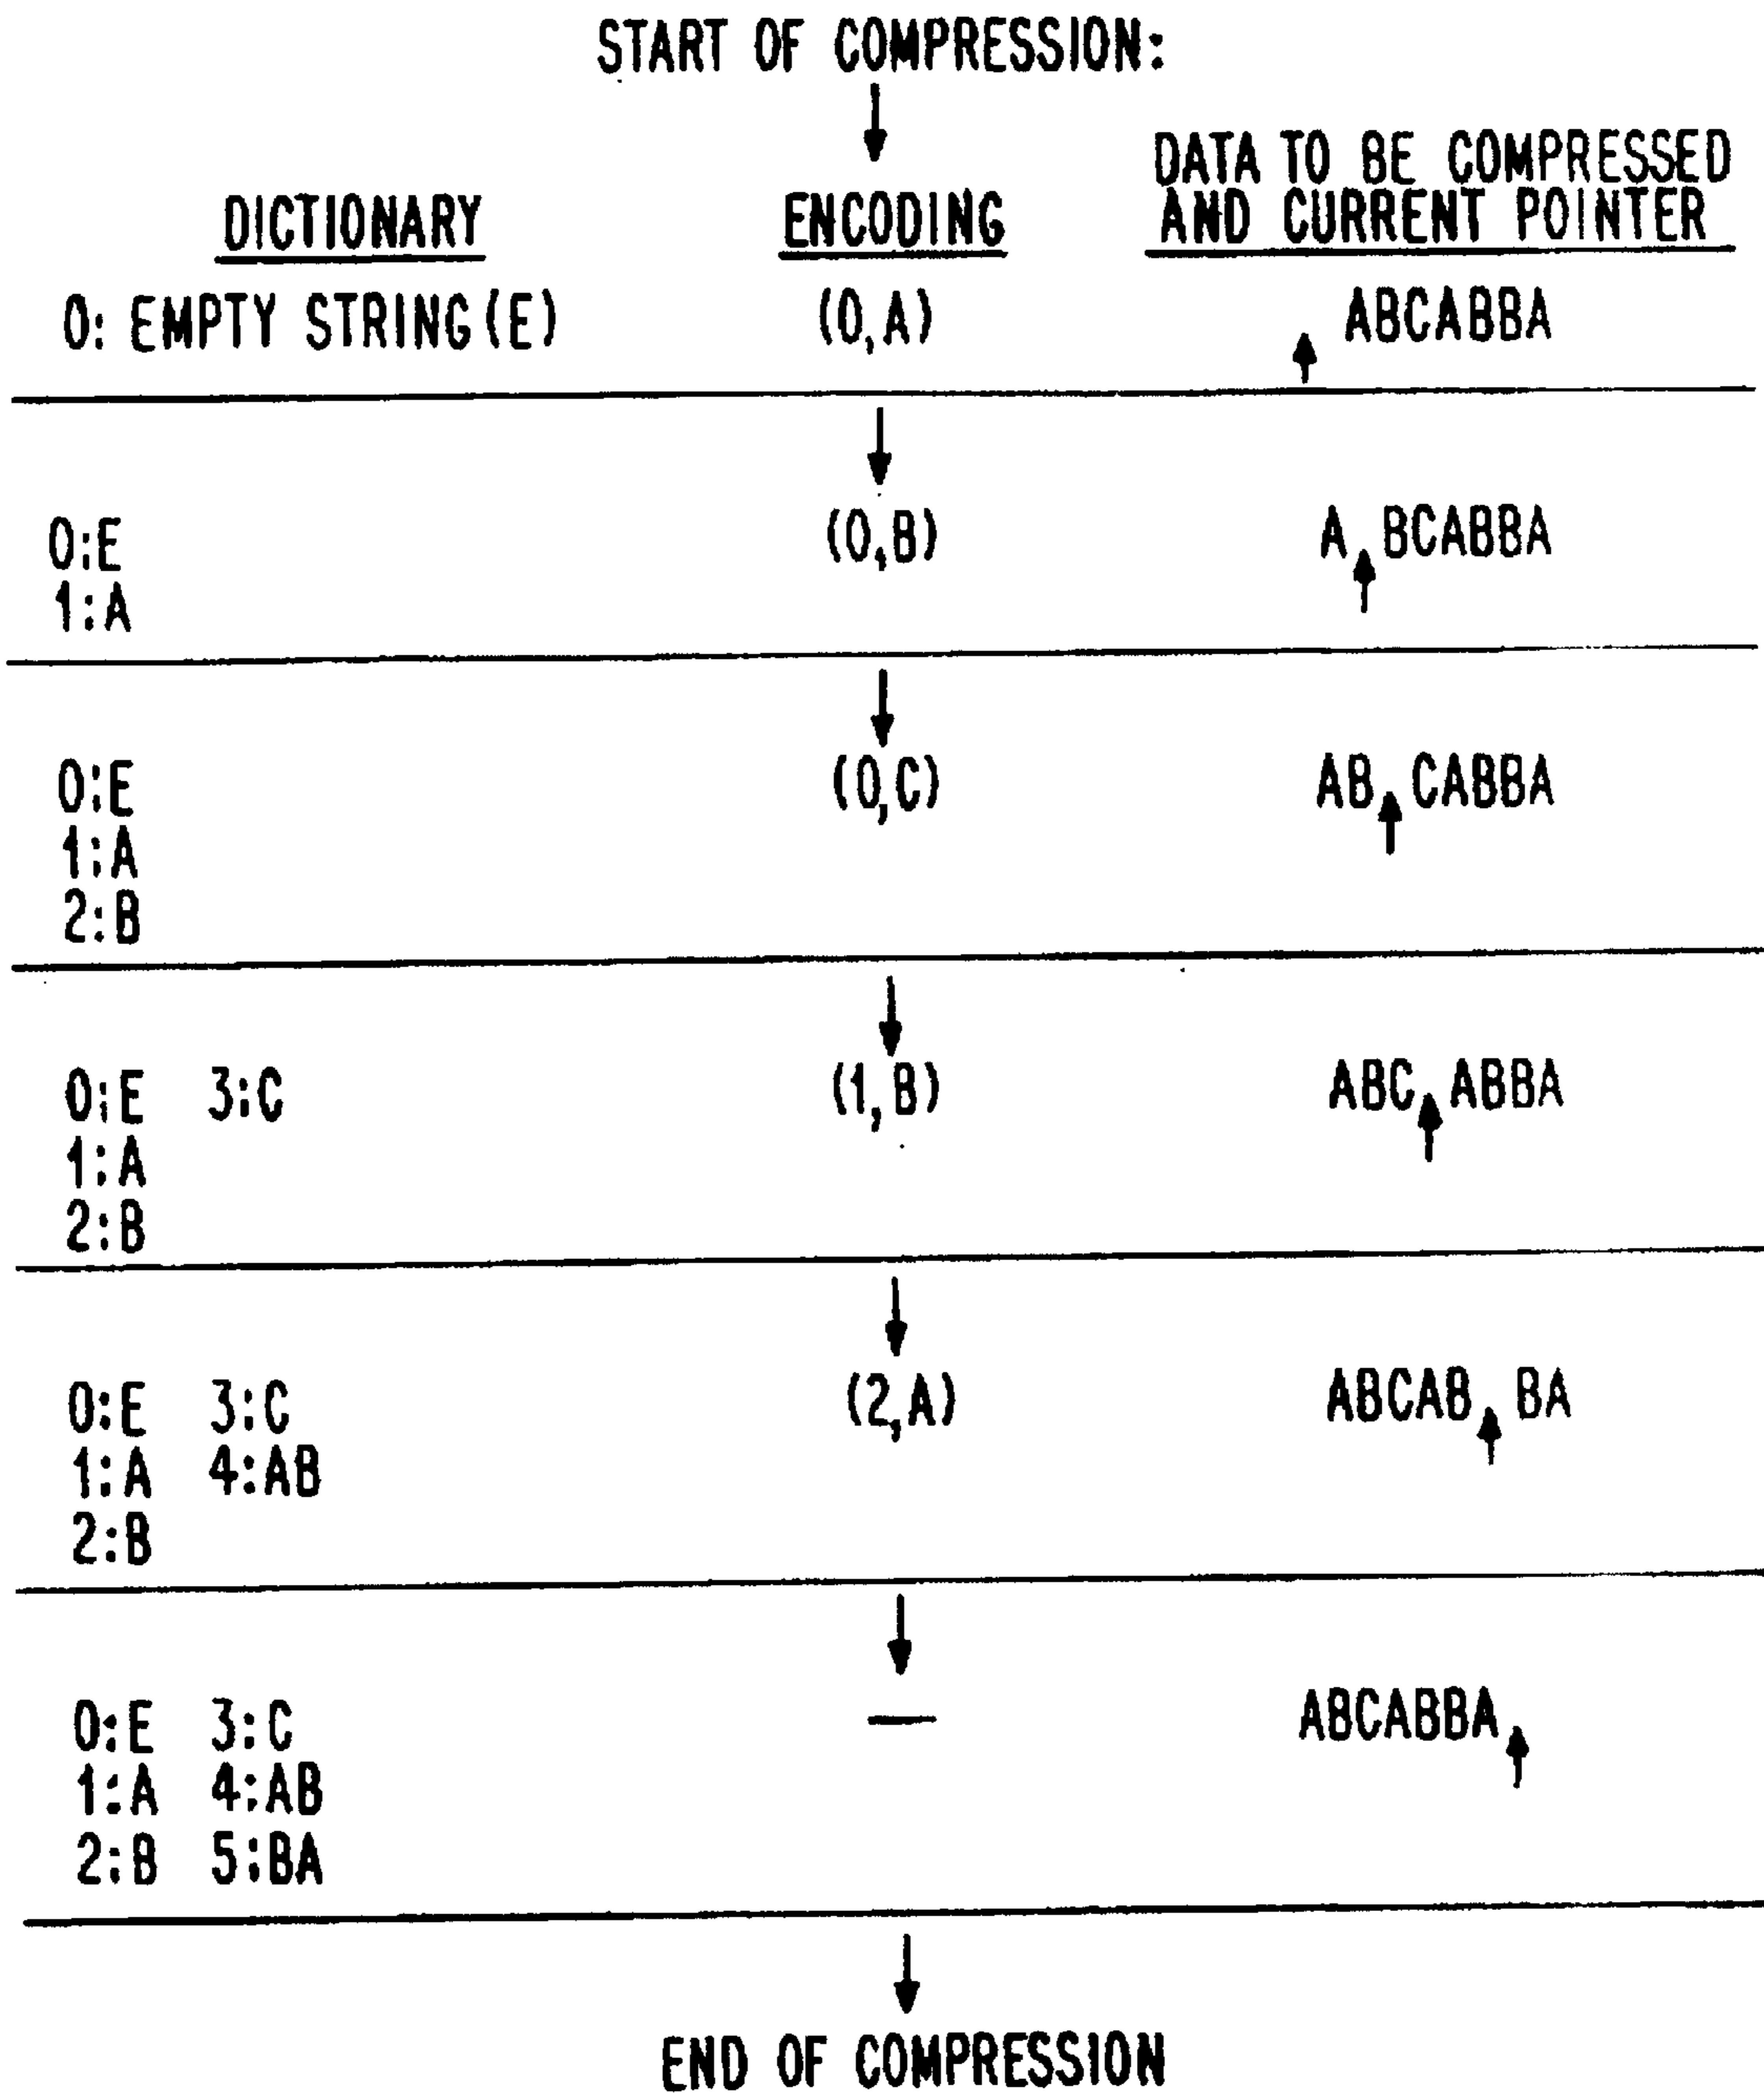 START OF COMPRESSION:
DATA TO BE COMPRESSED
DICTIONARY ENCODING AND CURRENT POINTER
0: EMPTY STRING(E) (0,A) ABCABBA
0:E (0,B) A BCABBA
1:A
0:E (0,C) AB CABBA
1:A
2:B
0:E 3:C (1,B) ABC ABBA
1:A
2:B
0:E 3:C (2,A) ABCAB BA
1:A 4:AB
2:B
0:E 3:C — ABCABBA
1:A 4:AB
2:B 5:BA
END OF COMPRESSION